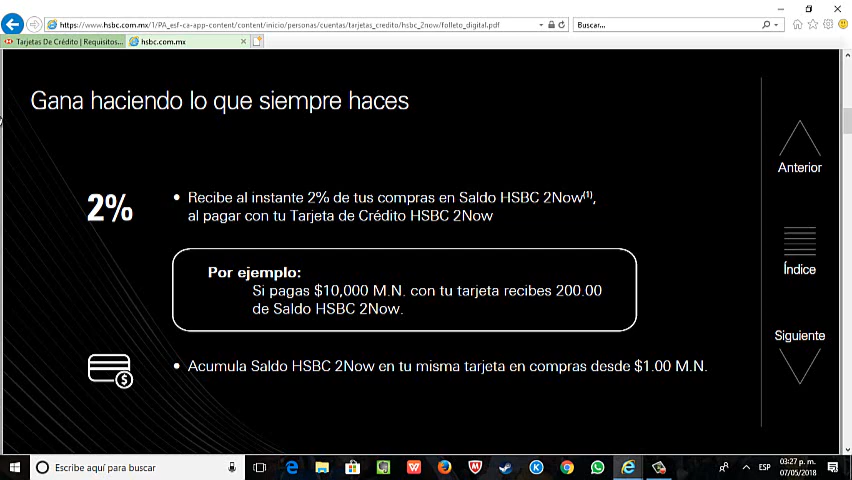 https://www.hsbc.com.mx/1/PA_esf-ca-app-content/content/inicio/personas/cuentas/tarjetas_credito/hsbc_2now/folleto_digital.pdf
Buscar...
Tarjetas De Crédito | Requisitos...
hsbc.com.mx
Gana haciendo lo que siempre haces
2%
• Recibe al instante 2% de tus compras en Saldo HSBC 2Now(1),
al pagar con tu Tarjeta de Crédito HSBC 2Now
Por ejemplo:
Si pagas $10,000 M.N. con tu tarjeta recibes 200.00
de Saldo HSBC 2Now.
• Acumula Saldo HSBC 2Now en tu misma tarjeta en compras desde $1.00 M.N.
Anterior
Índice
Siguiente
Escribe aquí para buscar
ESP
03:27 p. m.
07/05/2018